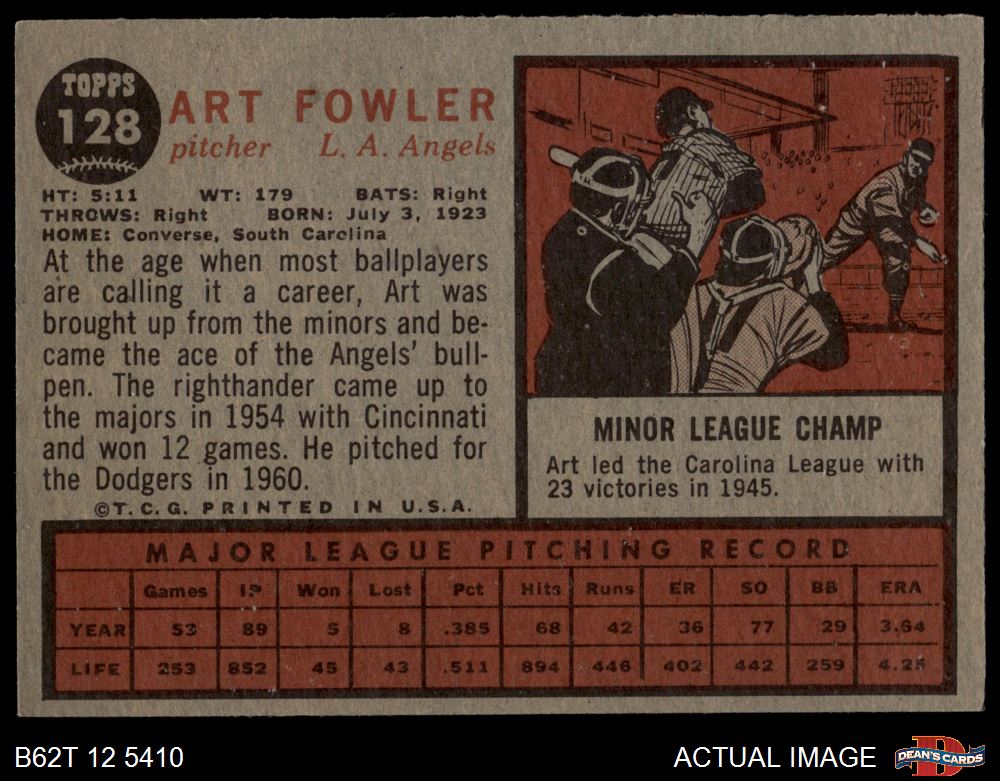 TOPPS
128
ART FOWLER
pitcher L. A. Angels
HT: 5:11 WT: 179 BATS: Right
THROWS: Right BORN: July 3, 1923
HOME: Converse, South Carolina
At the age when most ballplayers
are calling it a career, Art was
brought up from the minors and be-
came the ace of the Angels' bull-
pen. The righthander came up to
the majors in 1954 with Cincinnati
and won 12 games. He pitched for
the Dodgers in 1960.
©T.C.G. PRINTED IN U.S.A.
MINOR LEAGUE CHAMP
Art led the Carolina League with
23 victories in 1945.
MAJOR LEAGUE PITCHING RECORD
Games IP Won Lost Pct Hits Runs ER SO BB ERA
YEAR 53 89 5 8 .385 68 42 36 77 29 3.64
LIFE 253 852 45 43 .511 894 446 402 442 259 4.25
B62T 12 5410
ACTUAL IMAGE
D
DEAN'S CARDS